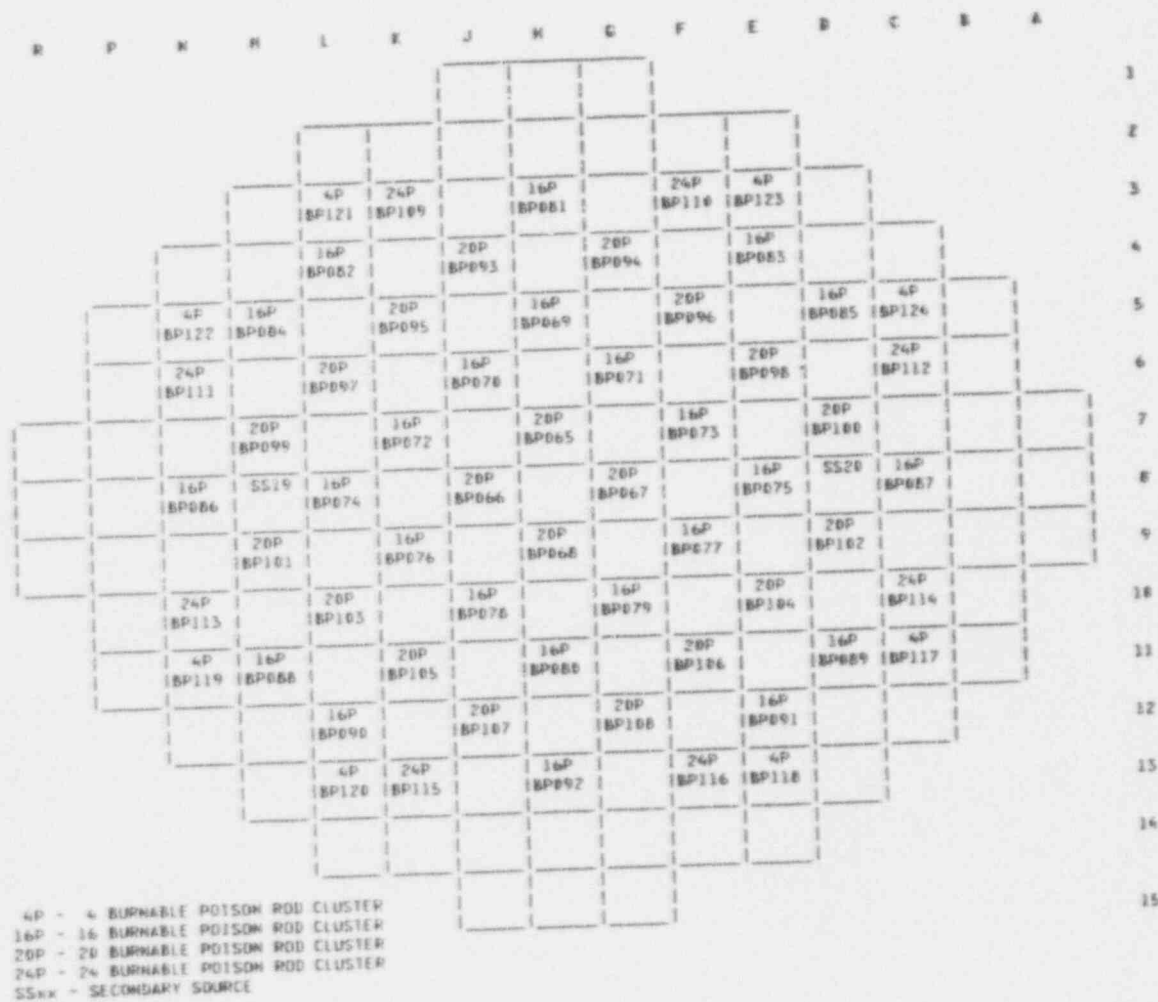 R P N M L K J H G F E D C B A
1
2
4P 24P 16P 24P 4P 3
BP121 BP109 BP081 BP110 BP123
16P 20P 20P 16P 4
BP082 BP093 BP094 BP083
4P 16P 20P 16P 20P 16P 4P 5
BP122 BP084 BP095 BP069 BP096 BP085 BP124
24P 20P 16P 16P 20P 24P 6
BP111 BP097 BP070 BP071 BP098 BP112
20P 16P 20P 16P 20P 7
BP099 BP072 BP065 BP073 BP100
16P SS19 16P 20P 20P 16P SS20 16P 8
BP086 BP074 BP066 BP067 BP075 BP087
20P 16P 20P 16P 20P 9
BP101 BP076 BP068 BP077 BP102
24P 20P 16P 16P 20P 24P 10
BP113 BP103 BP078 BP079 BP104 BP114
4P 16P 20P 16P 20P 16P 4P 11
BP119 BP088 BP105 BP080 BP106 BP089 BP117
16P 20P 20P 16P 12
BP090 BP107 BP108 BP091
4P 24P 16P 24P 4P 13
BP120 BP115 BP092 BP116 BP118
14
15
4P - 4 BURNABLE POISON ROD CLUSTER
16P - 16 BURNABLE POISON ROD CLUSTER
20P - 20 BURNABLE POISON ROD CLUSTER
24P - 24 BURNABLE POISON ROD CLUSTER
SSxx - SECONDARY SOURCE